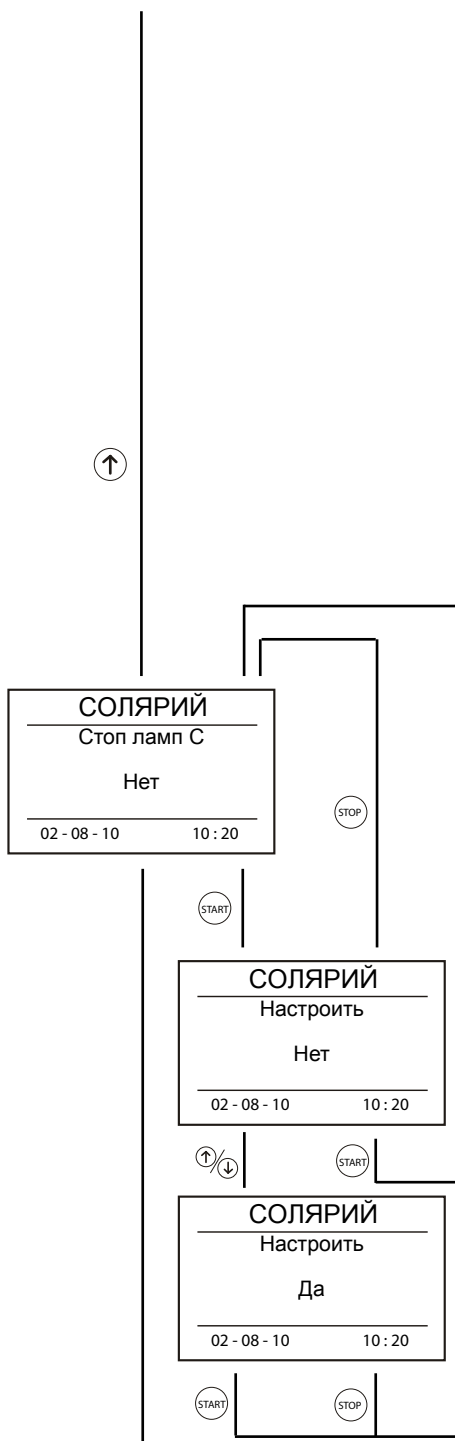 СОЛЯРИЙ
Стоп ламп С
Нет
02 - 08 - 10 10 : 20
STOP
START
СОЛЯРИЙ
Настроить
Нет
02 - 08 - 10 10 : 20
START
СОЛЯРИЙ
Настроить
Да
02 - 08 - 10 10 : 20
START STOP